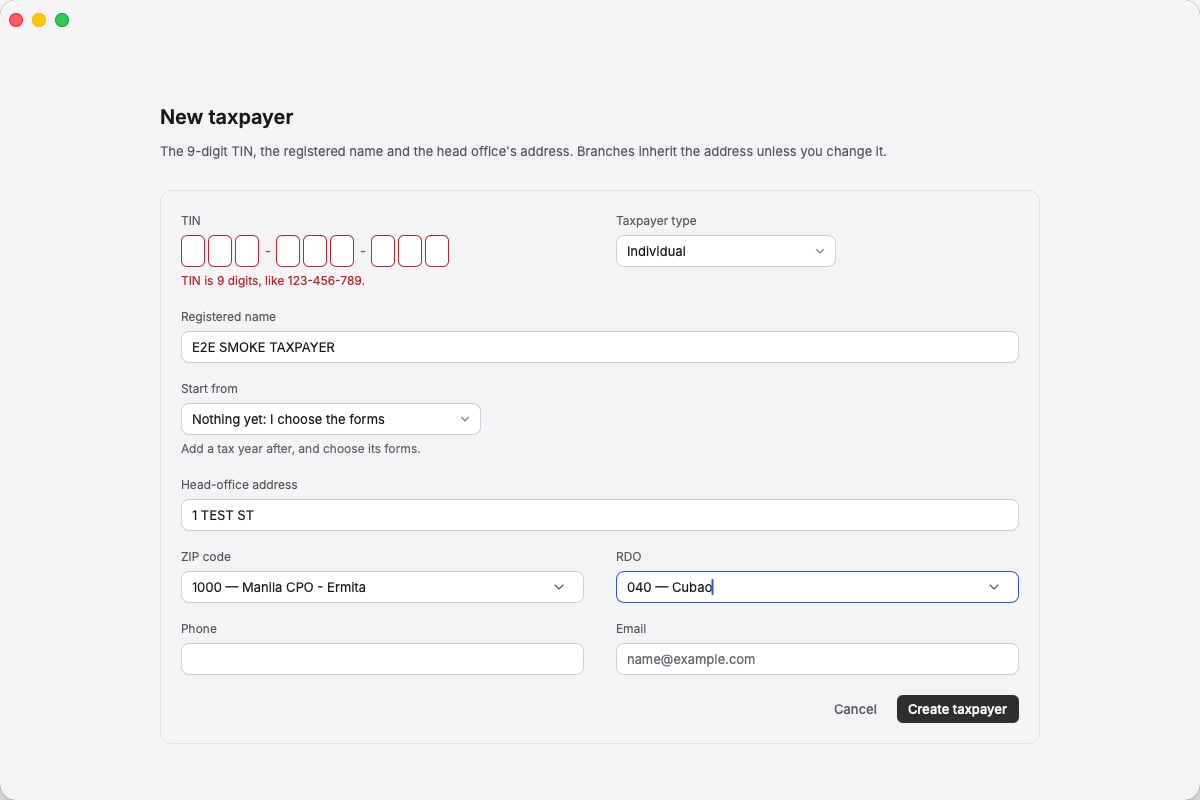 New taxpayer
The 9-digit TIN, the registered name and the head office's address. Branches inherit the address unless you change it.
TIN
Taxpayer type
- -
Individual
TIN is 9 digits, like 123-456-789.
Registered name
E2E SMOKE TAXPAYER
Start from
Nothing yet: I choose the forms
Add a tax year after, and choose its forms.
Head-office address
1 TEST ST
ZIP code
RDO
1000 — Manila CPO - Ermita
040 — Cubao
Phone
Email
name@example.com
Cancel
Create taxpayer